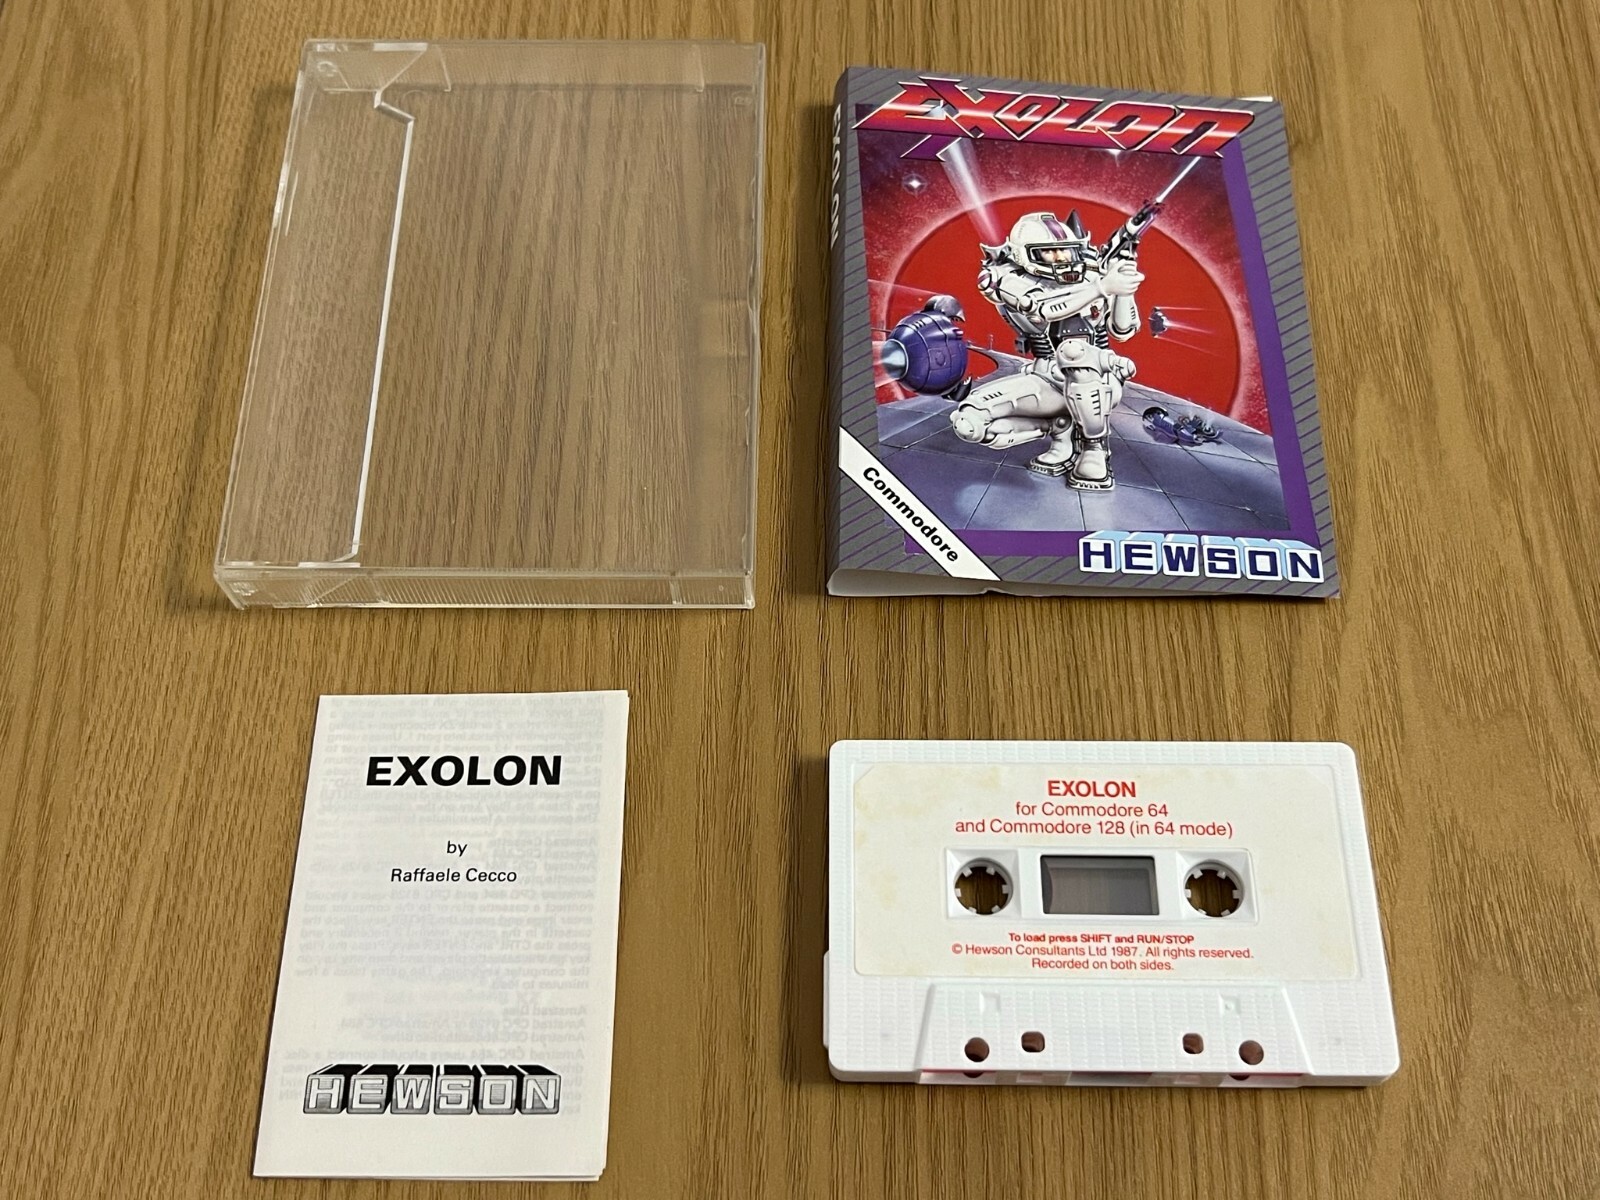 EXOLON
EXOLON
Commodore
HEWSON
EXOLON
by
Raffaele Cecco
HEWSON
EXOLON
for Commodore 64
and Commodore 128 (in 64 mode)
To load press SHIFT and RUN/STOP
© Hewson Consultants Ltd 1987. All rights reserved.
Recorded on both sides.